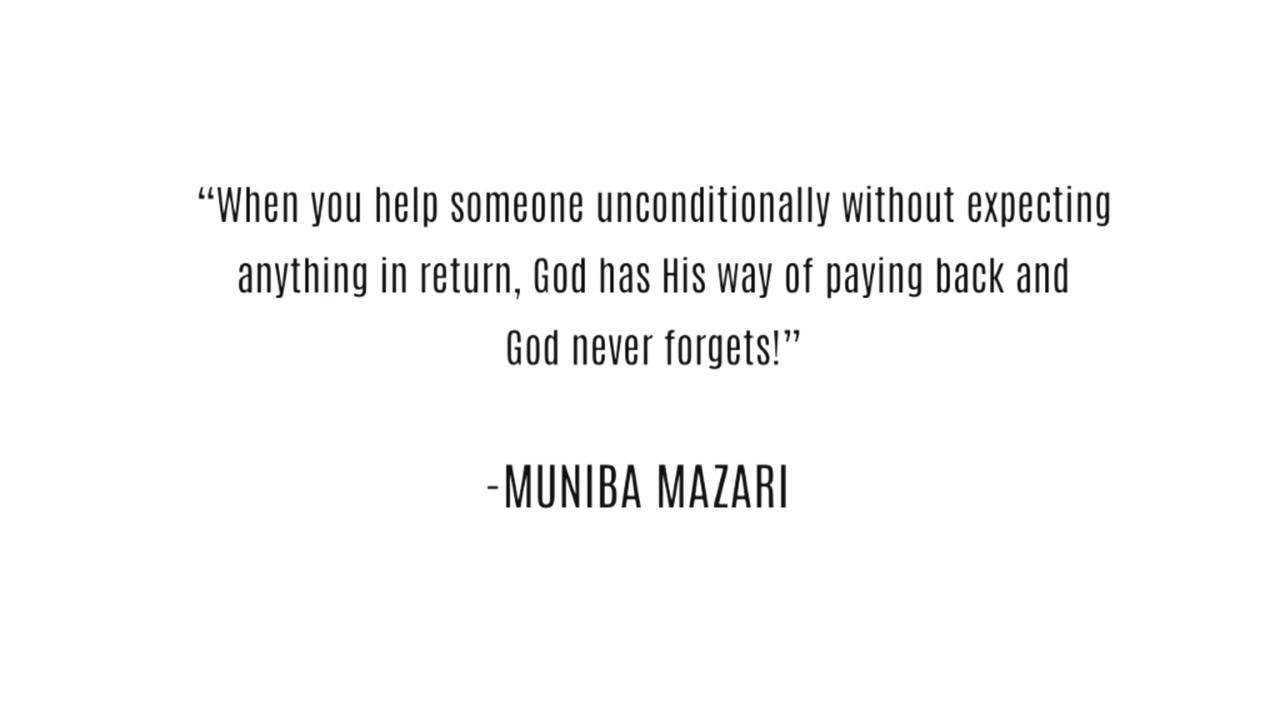 “When you help someone unconditionally without expecting
anything in return, God has His way of paying back and
God never forgets!”
-MUNIBA MAZARI